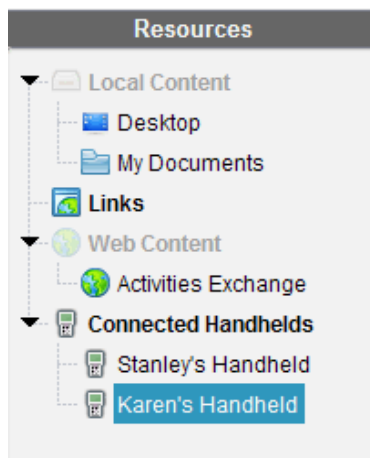 Resources
Local Content
Desktop
My Documents
Links
Web Content
Activities Exchange
Connected Handhelds
Stanley's Handheld
Karen's Handheld